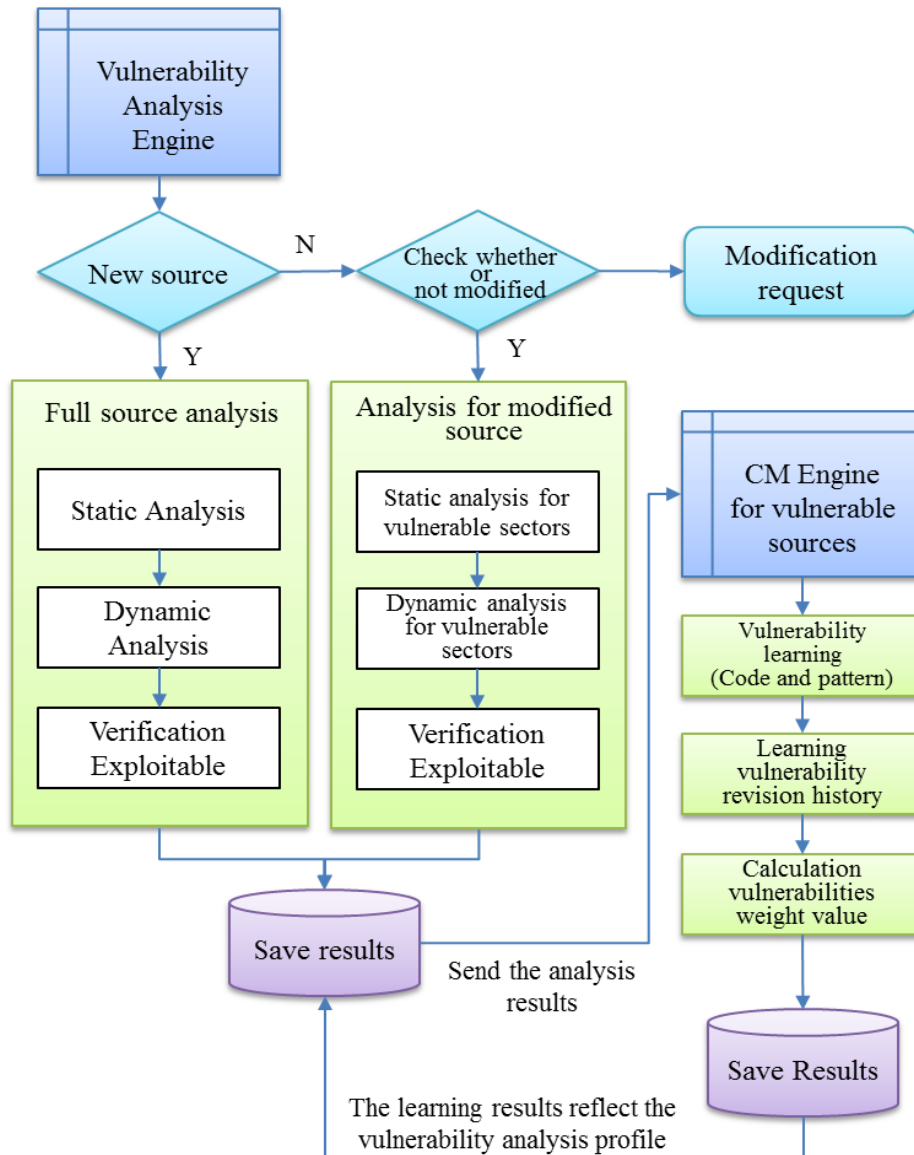 Vulnerability
Analysis
Engine
New source
N
Check whether
or
not modified
Modification
request
Y
Y
Full source analysis
Static Analysis
Dynamic
Analysis
Verification
Exploitable
Analysis for modified
source
Static analysis for
vulnerable sectors
Dynamic analysis
for vulnerable
sectors
Verification
Exploitable
CM Engine
for vulnerable
sources
Vulnerability
learning
(Code and pattern)
Learning
vulnerability
revision history
Calculation
vulnerabilities
weight value
Save results
Send the analysis
results
Save Results
The learning results reflect the
vulnerability analysis profile